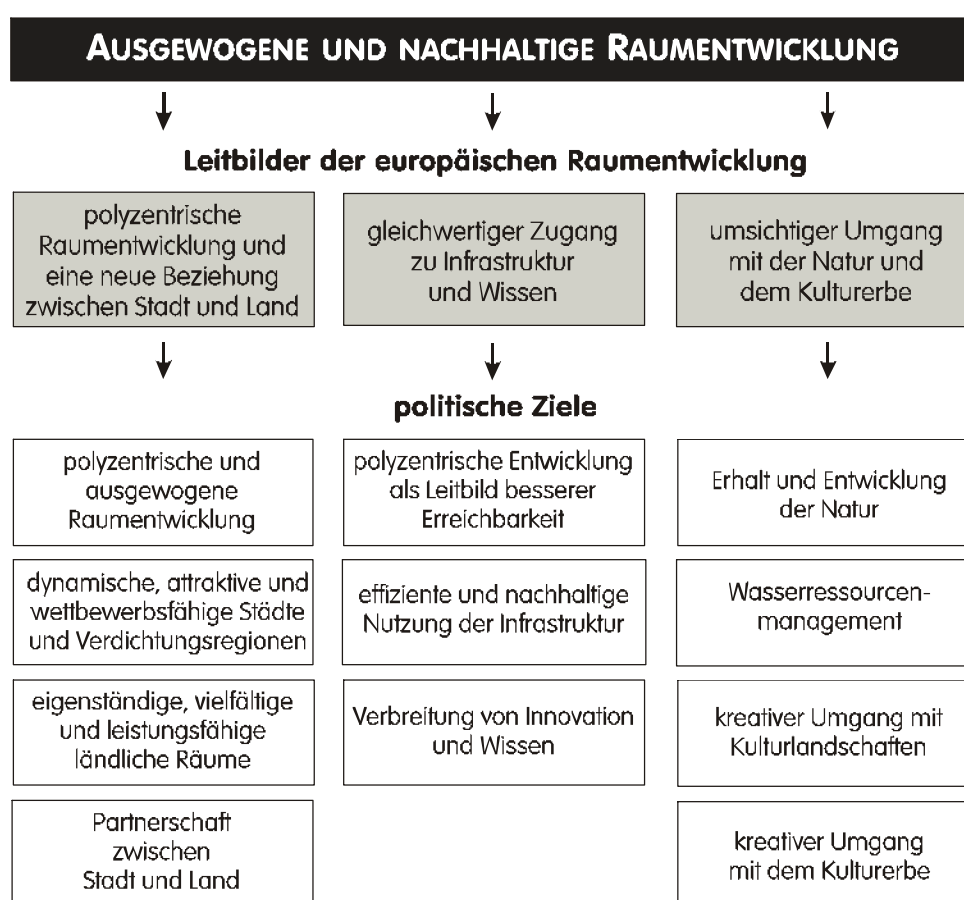 AUSGEWOGENE UND NACHHALTIGE RAUMENTWICKLUNG
Leitbilder der europäischen Raumentwicklung
polyzentrische
Raumentwicklung und
eine neue Beziehung
zwischen Stadt und Land
gleichwertiger Zugang
zu Infrastruktur
und Wissen
umsichtiger Umgang
mit der Natur und
dem Kulturerbe
politische Ziele
polyzentrische und
ausgewogene
Raumentwicklung
polyzentrische Entwicklung
als Leitbild besserer
Erreichbarkeit
Erhalt und Entwicklung
der Natur
dynamische, attraktive und
wettbewerbsfähige Städte
und Verdichtungsregionen
effiziente und nachhaltige
Nutzung der Infrastruktur
Wasserressourcen-
management
eigenständige, vielfältige
und leistungsfähige
ländliche Räume
Verbreitung von Innovation
und Wissen
kreativer Umgang mit
Kulturlandschaften
Partnerschaft
zwischen
Stadt und Land
kreativer Umgang
mit dem Kulturerbe